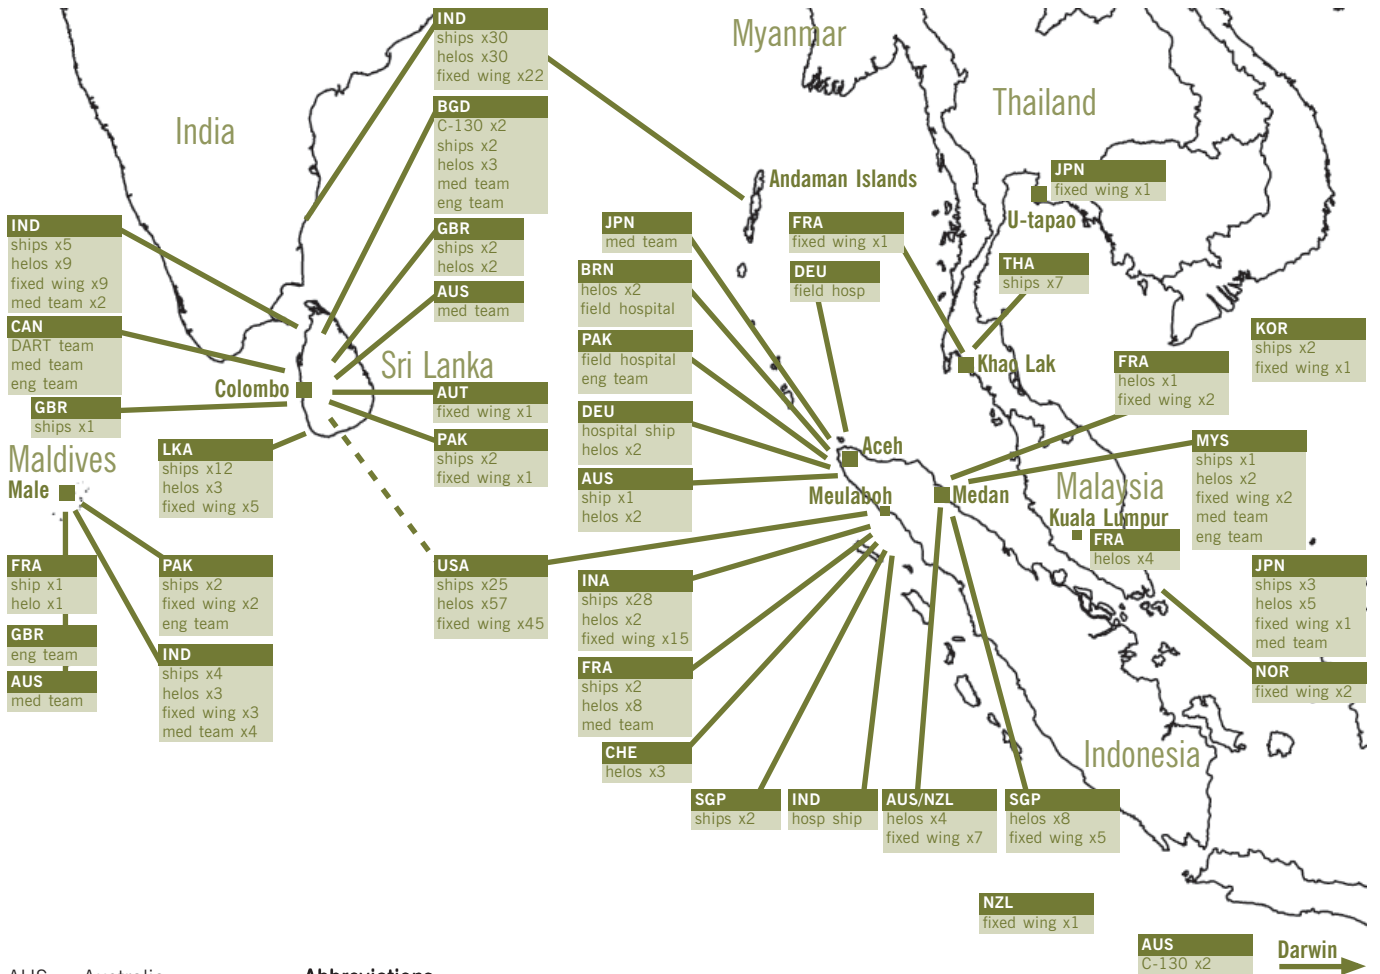 IND
ships x30
helos x30
fixed wing x22
Myanmar
Thailand
India
BGD
C-130 x2
ships x2
helos x3
med team
eng team
Andaman Islands
JPN
fixed wing x1
U-tapao
IND
ships x5
helos x9
fixed wing x9
med team x2
GBR
ships x2
helos x2
JPN
med team
FRA
fixed wing x1
THA
ships x7
BRN
helos x2
field hospital
DEU
field hosp
AUS
med team
CAN
DART team
med team
eng team
KOR
ships x2
fixed wing x1
PAK
field hospital
eng team
Sri Lanka
Khao Lak
FRA
helos x1
fixed wing x2
Colombo
AUT
fixed wing x1
GBR
ships x1
DEU
hospital ship
helos x2
PAK
ships x2
fixed wing x1
LKA
ships x12
helos x3
fixed wing x5
Maldives
Male
Aceh
MYS
ships x1
helos x2
fixed wing x2
med team
eng team
AUS
ship x1
helos x2
Meulaboh
Medan
Malaysia
Kuala Lumpur
FRA
helos x4
FRA
ship x1
helo x1
PAK
ships x2
fixed wing x2
eng team
USA
ships x25
helos x57
fixed wing x45
INA
ships x28
helos x2
fixed wing x15
JPN
ships x3
helos x5
fixed wing x1
med team
GBR
eng team
IND
ships x4
helos x3
fixed wing x3
med team x4
FRA
ships x2
helos x8
med team
NOR
fixed wing x2
AUS
med team
CHE
helos x3
Indonesia
SGP
ships x2
IND
hosp ship
AUS/NZL
helos x4
fixed wing x7
SGP
helos x8
fixed wing x5
NZL
fixed wing x1
AUS
C-130 x2
Darwin
AUS Australia
Abbreviations